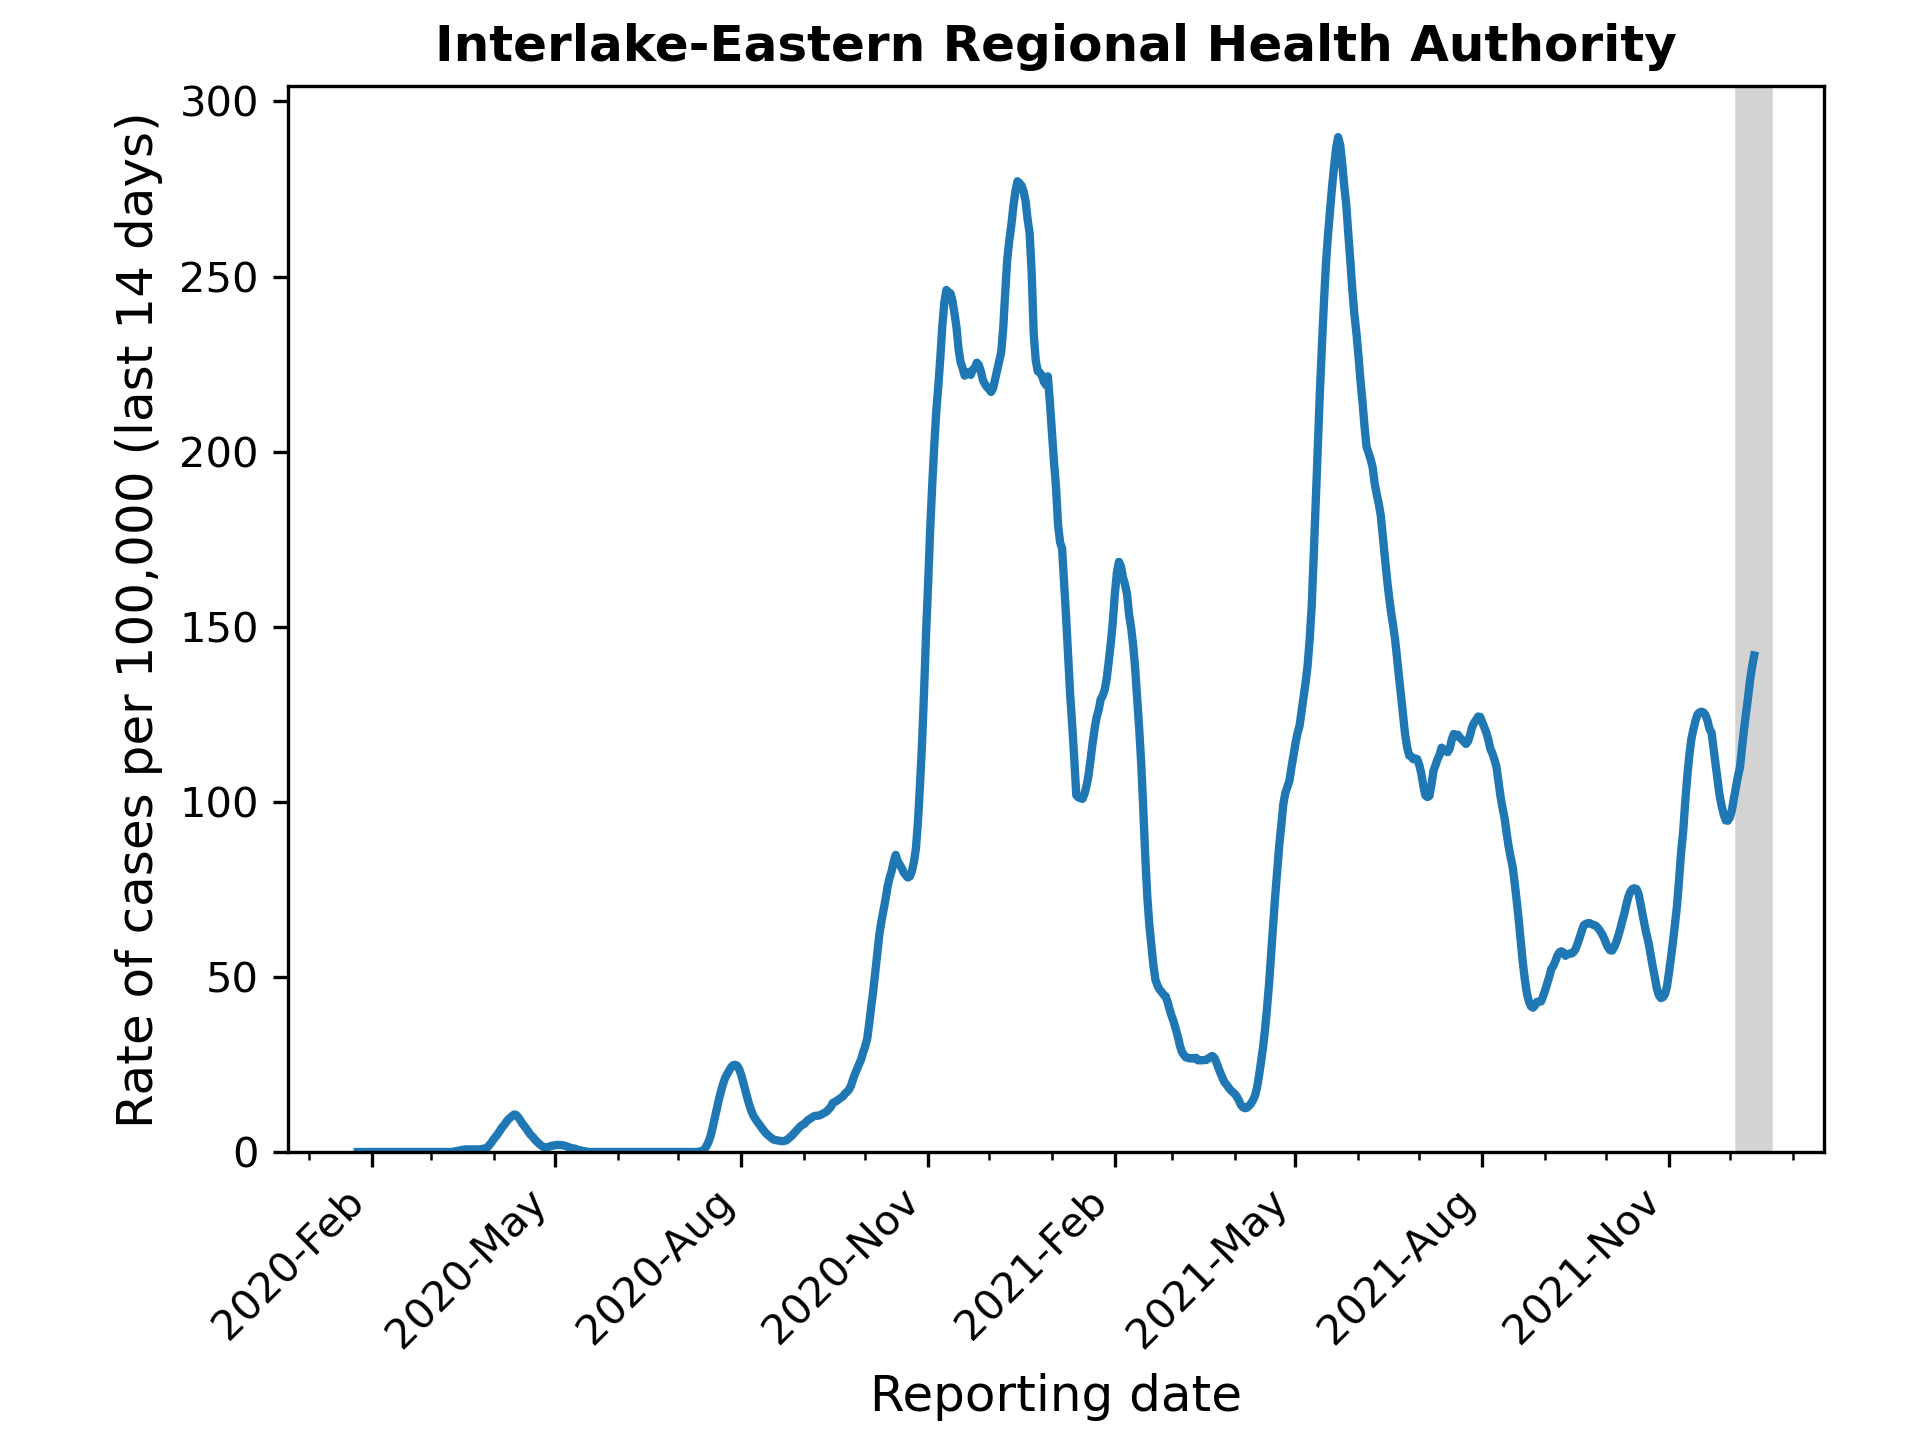 Interlake-Eastern Regional Health Authority
Rate of cases per 100,000 (last 14 days)
300
250
200
150
100
50
0
2020-Feb
2020-May
2020-Aug
2020-Nov
2021-Feb
2021-May
2021-Aug
2021-Nov
Reporting date